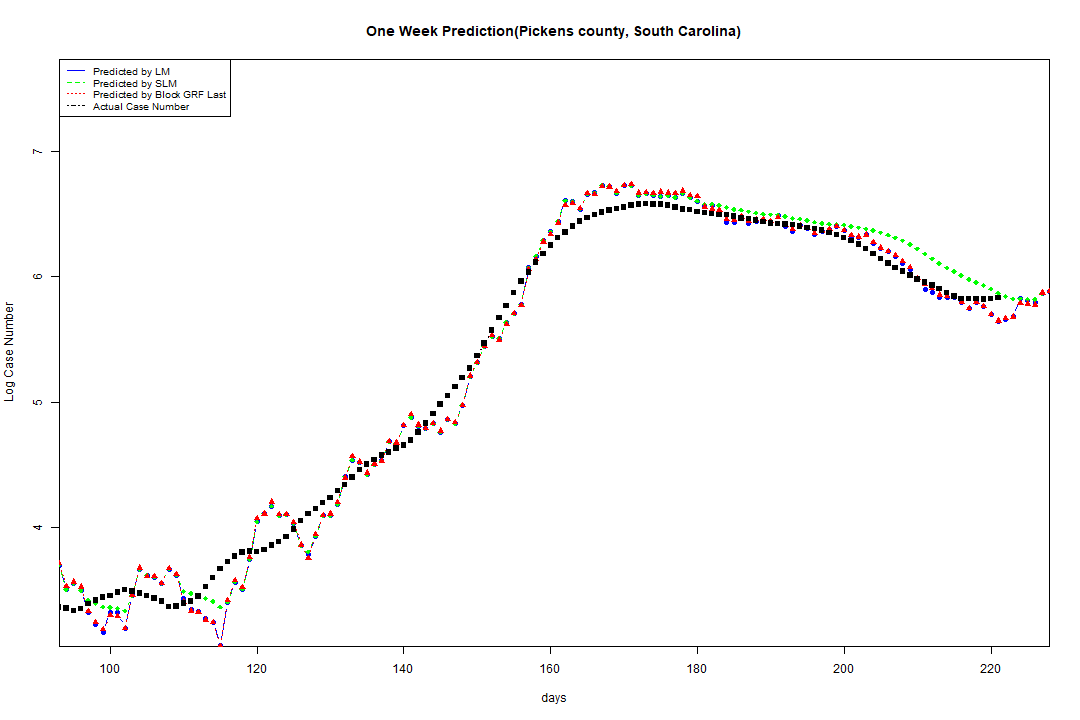 One Week Prediction(Pickens county, South Carolina)
Predicted by LM
Predicted by SLM
Predicted by Block GRF Last
Actual Case Number
7
6
5
4
Log Case Number
100 120 140 160 180 200 220
days